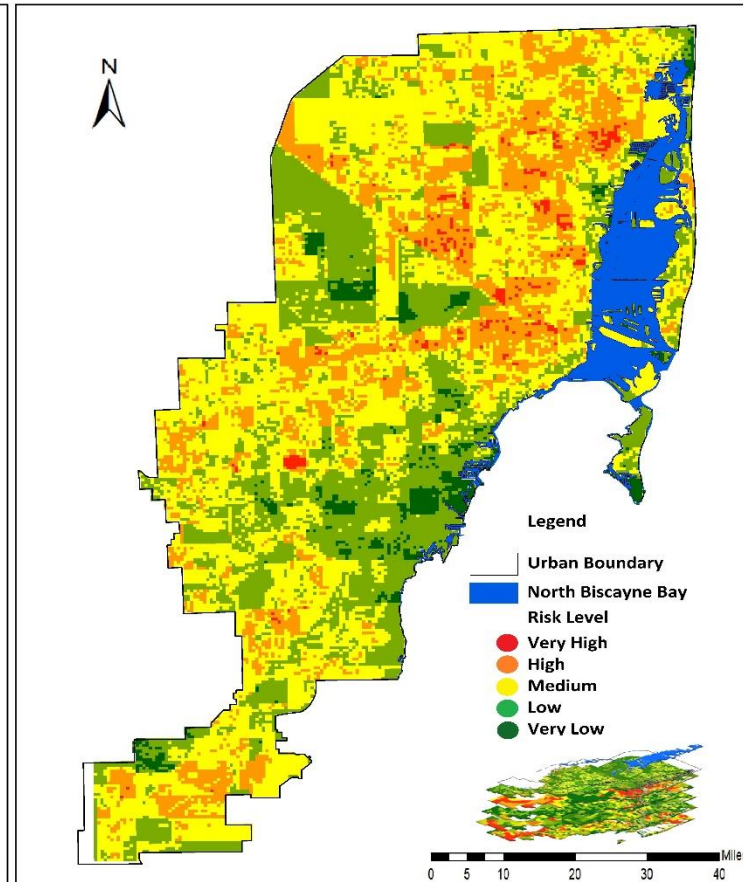 N
Legend
Urban Boundary
North Biscayne Bay
Risk Level
Very High
High
Medium
Low
Very Low
Miles
0 5 10 20 30 40